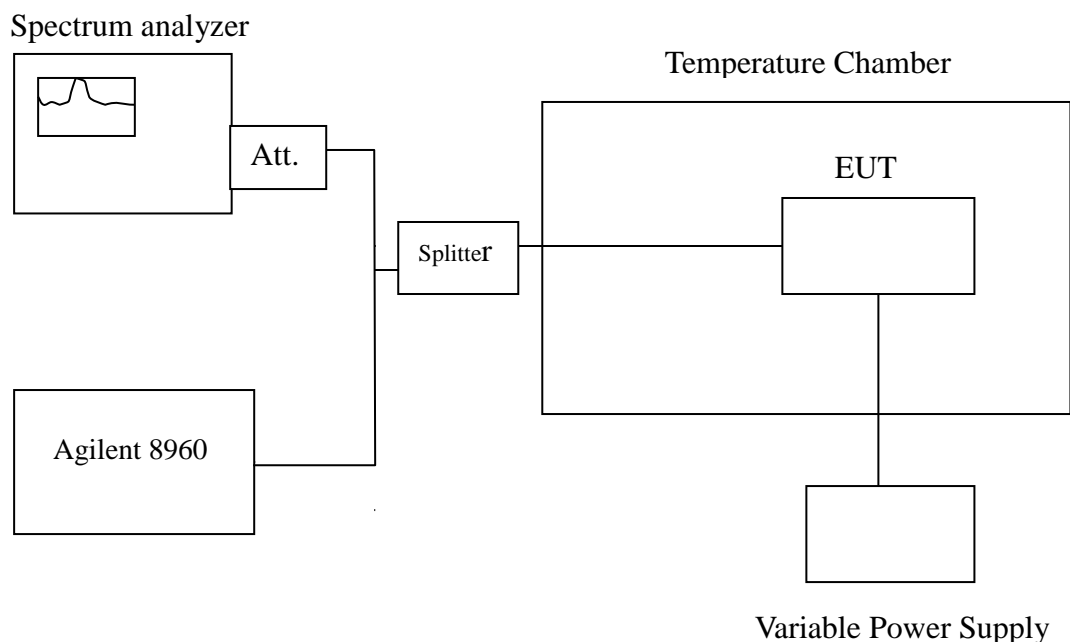 Spectrum analyzer
Temperature Chamber
Att.
EUT
Splitter
Agilent 8960
Variable Power Supply